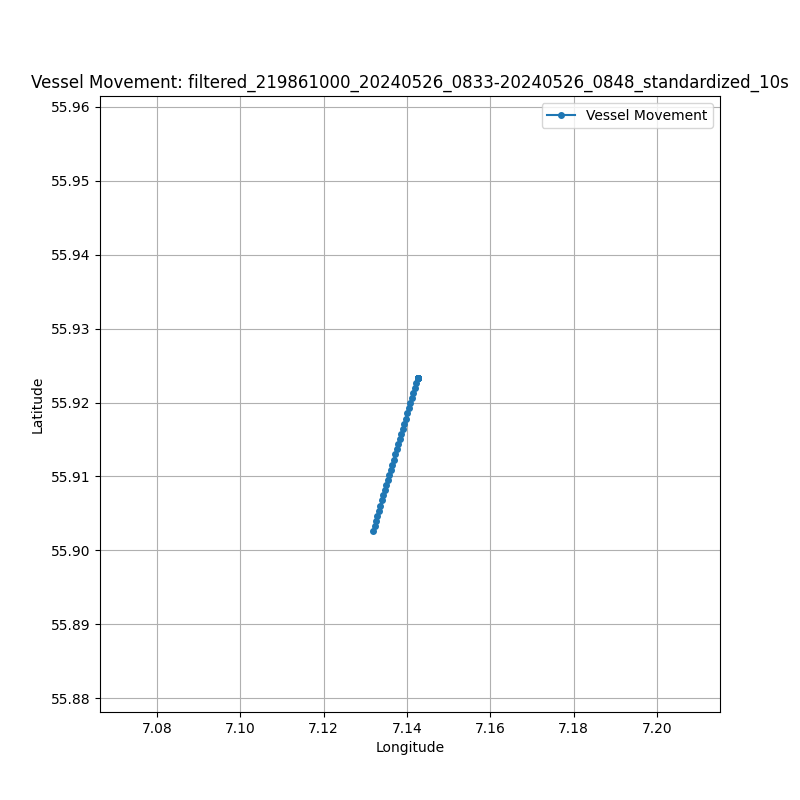 Vessel Movement: filtered_219861000_20240526_0833-20240526_0848_standardized_10s
Vessel Movement
55.96
55.95
55.94
55.93
55.92
55.91
55.90
55.89
55.88
Latitude
7.08 7.10 7.12 7.14 7.16 7.18 7.20
Longitude